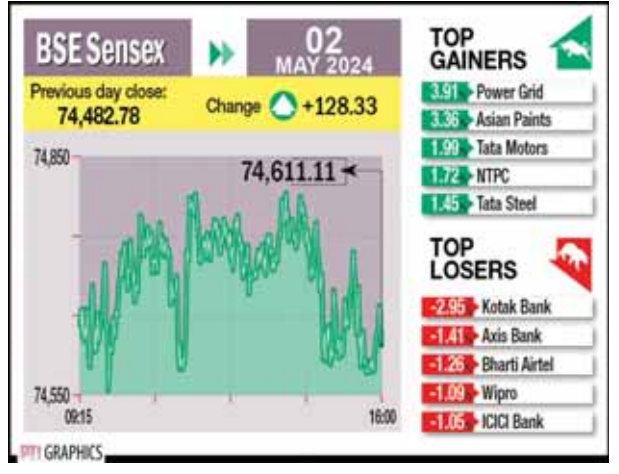 BSE Sensex
02
MAY 2024
Previous day close:
74,482.78
Change +128.33
74,850
74,611.11
74,550
09:15
16:00
TOP
GAINERS
3.91 Power Grid
3.36 Asian Paints
1.99 Tata Motors
1.72 NTPC
1.45 Tata Steel
TOP
LOSERS
-2.95 Kotak Bank
-1.41 Axis Bank
-1.26 Bharti Airtel
-1.09 Wipro
-1.05 ICICI Bank
PTI GRAPHICS